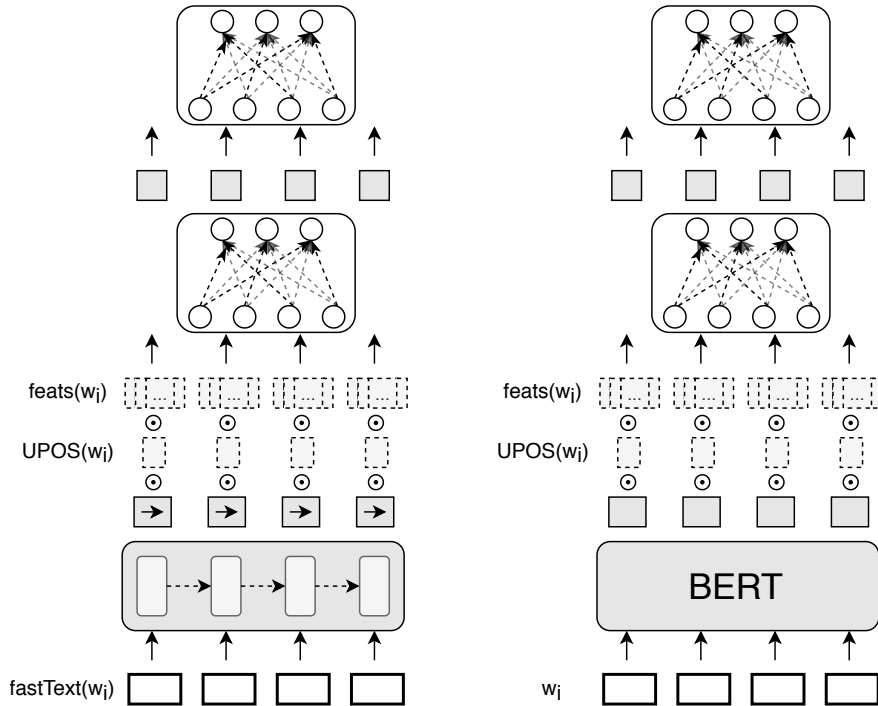 feats(wi)
... ... ... ...
UPOS(wi)
fastText(wi)
feats(wi)
... ... ... ...
UPOS(wi)
BERT
wi